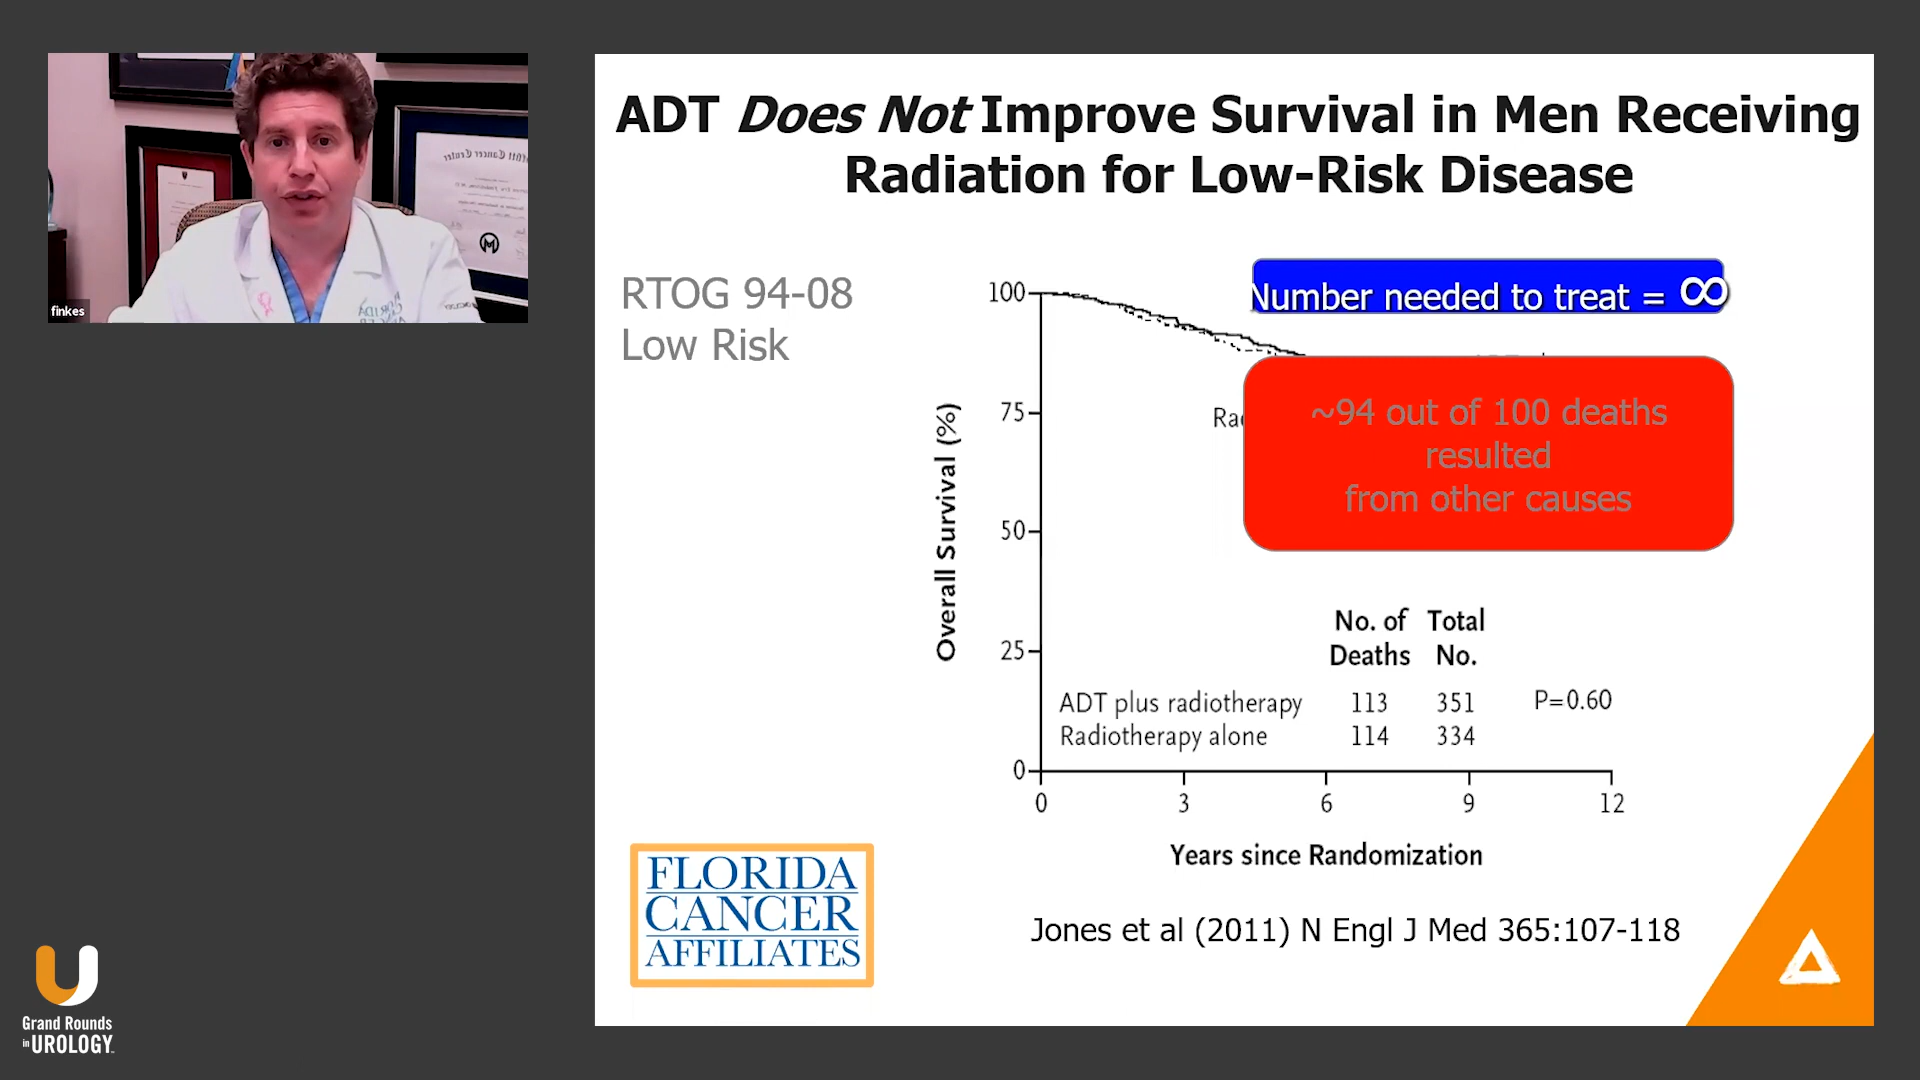 finkes
ADT Does Not Improve Survival in Men Receiving
Radiation for Low-Risk Disease
RTOG 94-08
Low Risk
Number needed to treat = ∞
~94 out of 100 deaths
resulted
from other causes
Overall Survival (%)
100
75
50
25
0
No. of Total
Deaths No.
ADT plus radiotherapy 113 351 P=0.60
Radiotherapy alone 114 334
0 3 6 9 12
Years since Randomization
FLORIDA
CANCER
AFFILIATES
Jones et al (2011) N Engl J Med 365:107-118
Grand Rounds
in UROLOGY